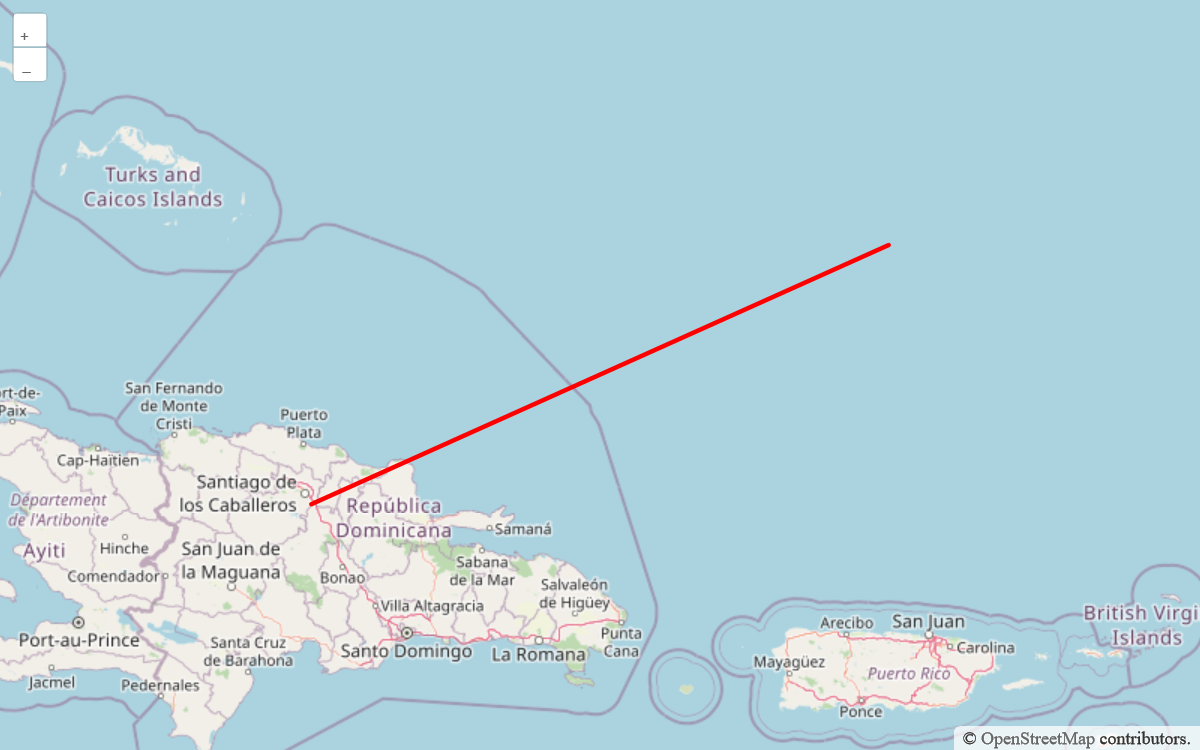 +
–
Turks and
Caicos Islands
San Fernando
de Monte
Cristi
Puerto
Plata
Paix
Cap-Haïtien
Santiago de
los Caballeros
República
Dominicana
Département
de l'Artibonite
Ayiti
Hinche
San Juan de
la Maguana
Comendador
Samaná
Sabana
de la Mar
Bonao
Salvaleón
de Higüey
Villa Altagracia
Port-au-Prince
Santa Cruz
de Barahona
Santo Domingo
La Romana
Punta
Cana
Jacmel
Pedernales
Arecibo
San Juan
Carolina
Mayagüez
Puerto Rico
Ponce
British Virgi
Islands
© OpenStreetMap contributors.